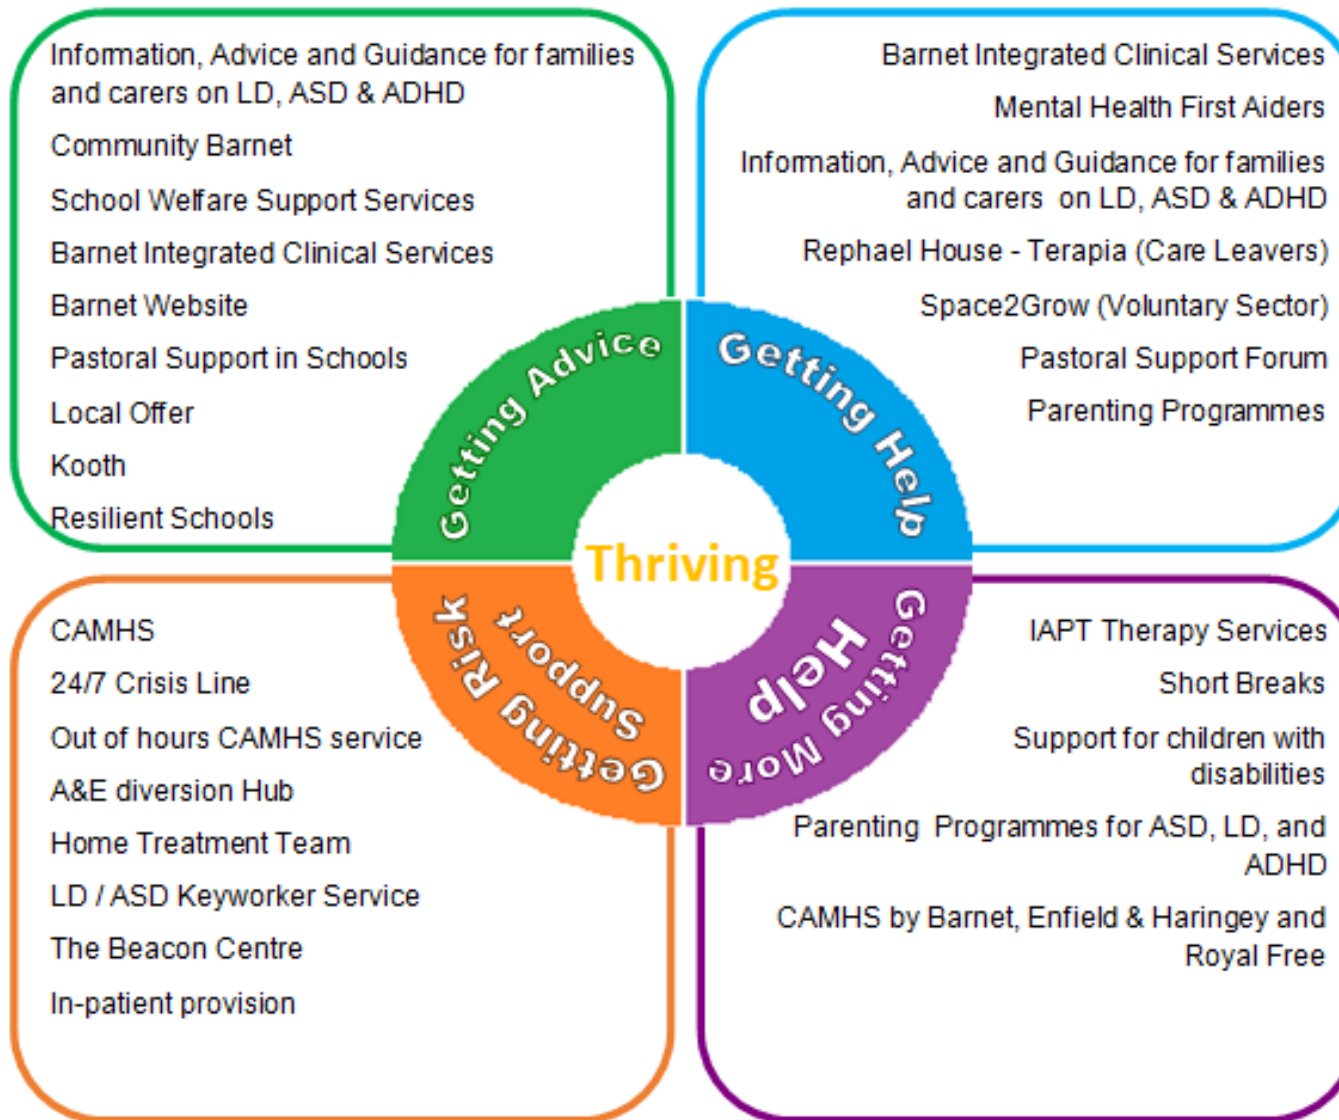 Information, Advice and Guidance for families
and carers on LD, ASD & ADHD
Community Barnet
School Welfare Support Services
Barnet Integrated Clinical Services
Barnet Website
Pastoral Support in Schools
Local Offer
Kooth
Resilient Schools
Barnet Integrated Clinical Services
Mental Health First Aiders
Information, Advice and Guidance for families
and carers on LD, ASD & ADHD
Rephael House - Terapia (Care Leavers)
Space2Grow (Voluntary Sector)
Pastoral Support Forum
Parenting Programmes
Getting Advice
Getting Help
Thriving
Getting Risk
Support
Getting More
Help
CAMHS
24/7 Crisis Line
Out of hours CAMHS service
A&E diversion Hub
Home Treatment Team
LD / ASD Keyworker Service
The Beacon Centre
In-patient provision
IAPT Therapy Services
Short Breaks
Support for children with
disabilities
Parenting Programmes for ASD, LD, and
ADHD
CAMHS by Barnet, Enfield & Haringey and
Royal Free